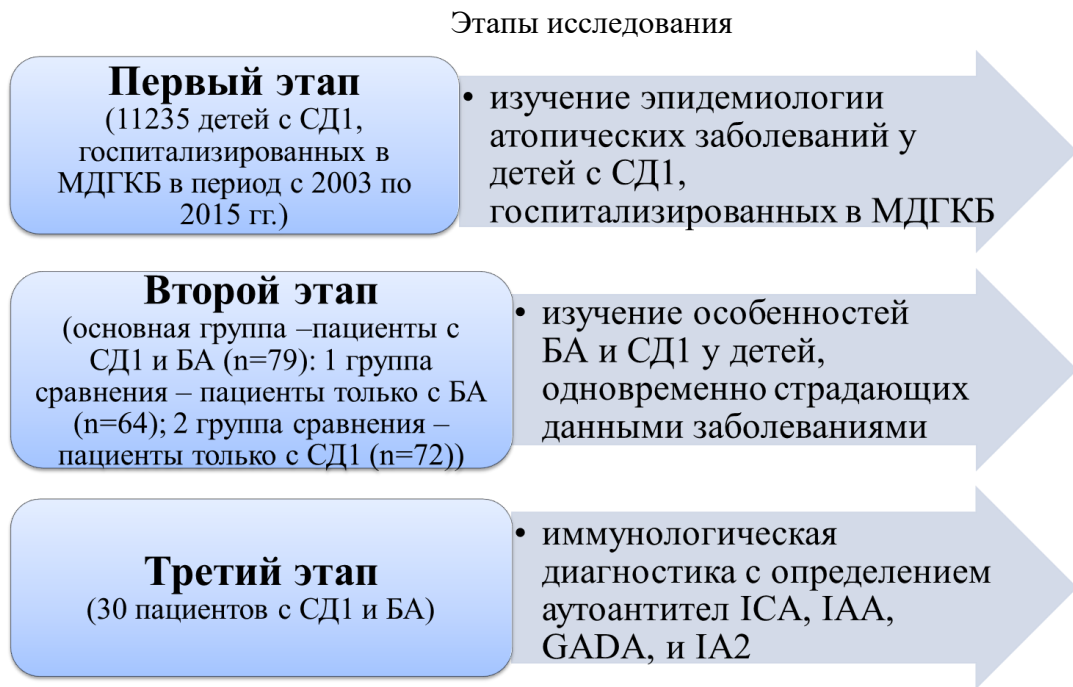 Этапы исследования
Первый этап
(11235 детей с СД1,
госпитализированных в
МДГКБ в период с 2003 по
2015 гг.)
• изучение эпидемиологии
атопических заболеваний у
детей с СД1,
госпитализированных в МДГКБ
Второй этап
(основная группа –пациенты с
СД1 и БА (n=79): 1 группа
сравнения – пациенты только с БА
(n=64); 2 группа сравнения –
пациенты только с СД1 (n=72))
• изучение особенностей
БА и СД1 у детей,
одновременно страдающих
данными заболеваниями
Третий этап
(30 пациентов с СД1 и БА)
• иммунологическая
диагностика с определением
аутоантител ICA, IAA,
GADA, и IA2